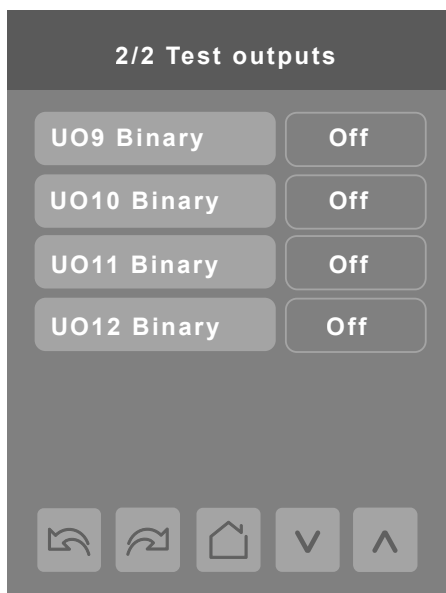 2/2 Test outputs
UO9 Binary Off
UO10 Binary Off
UO11 Binary Off
UO12 Binary Off